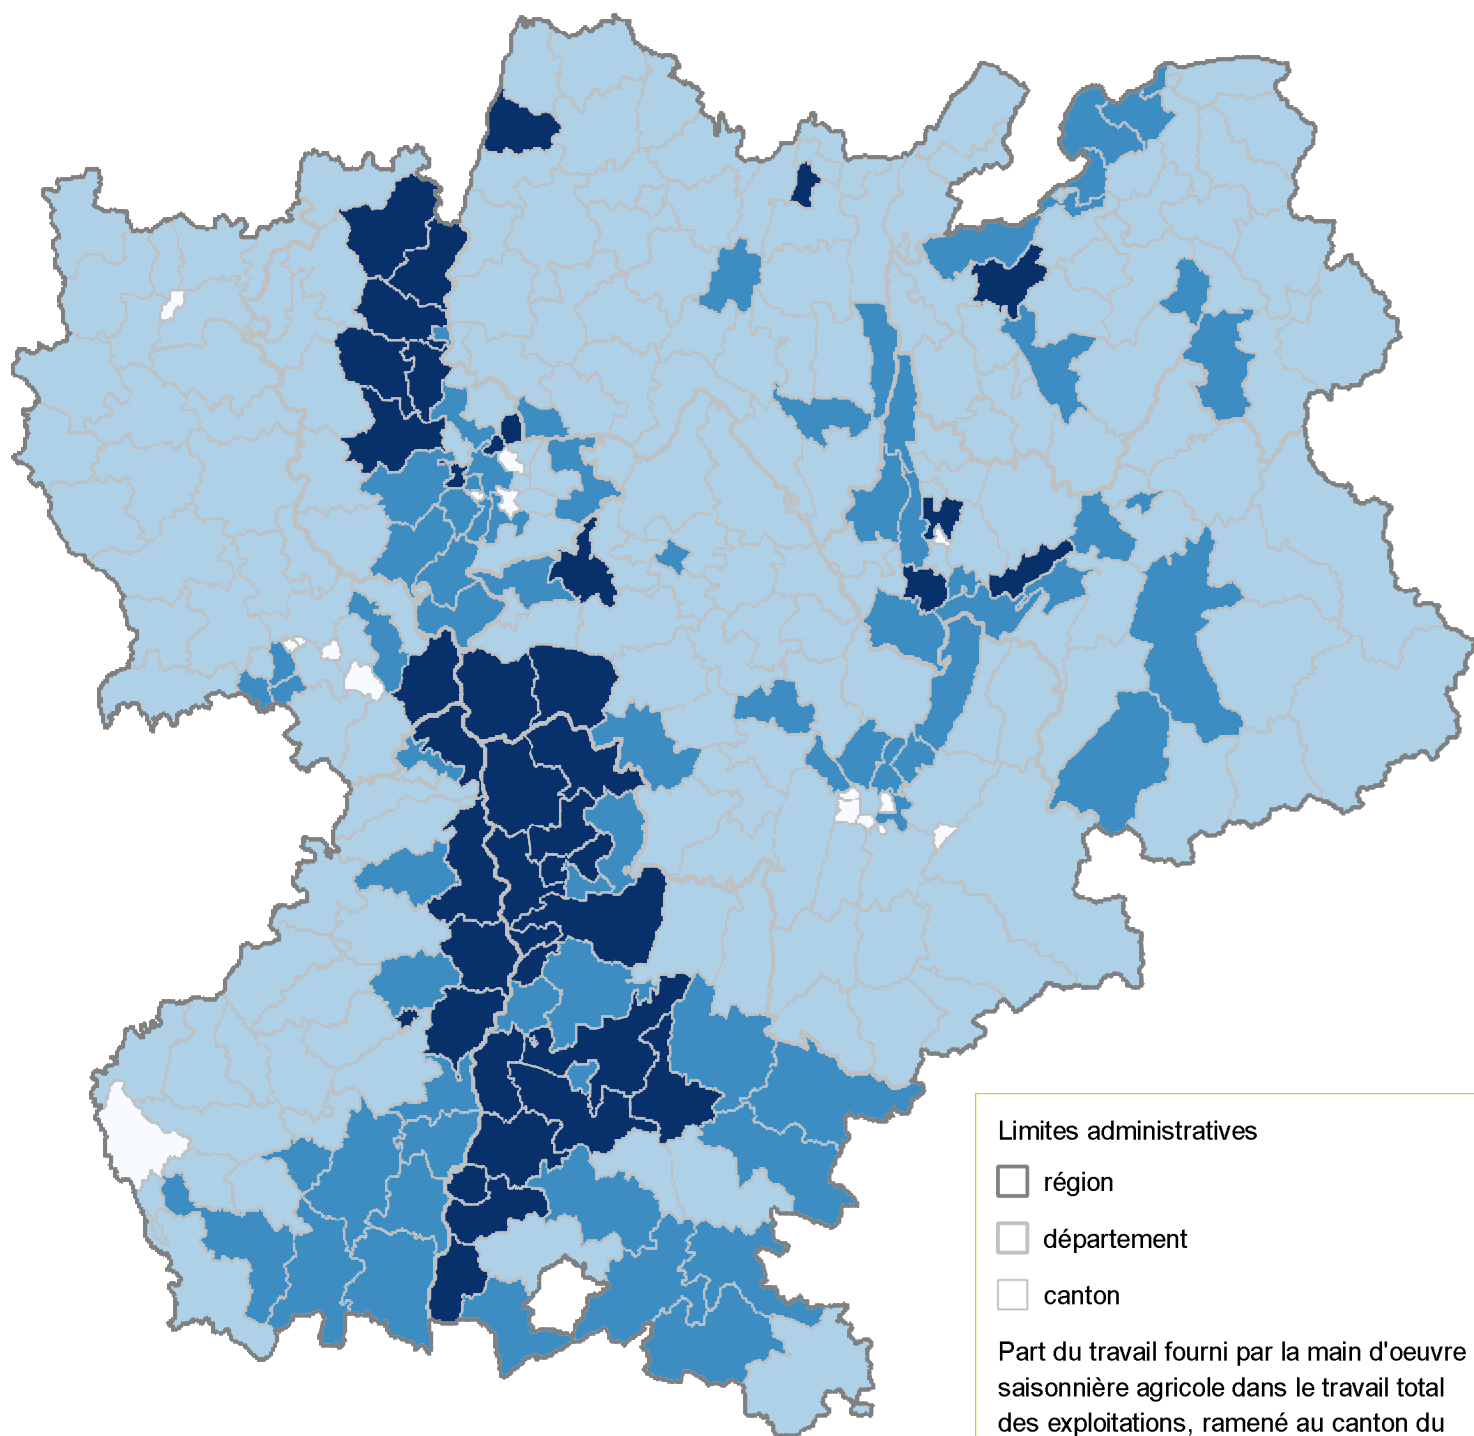 Limites administratives
région
département
canton
Part du travail fourni par la main d'oeuvre
saisonnière agricole dans le travail total
des exploitations, ramené au canton du